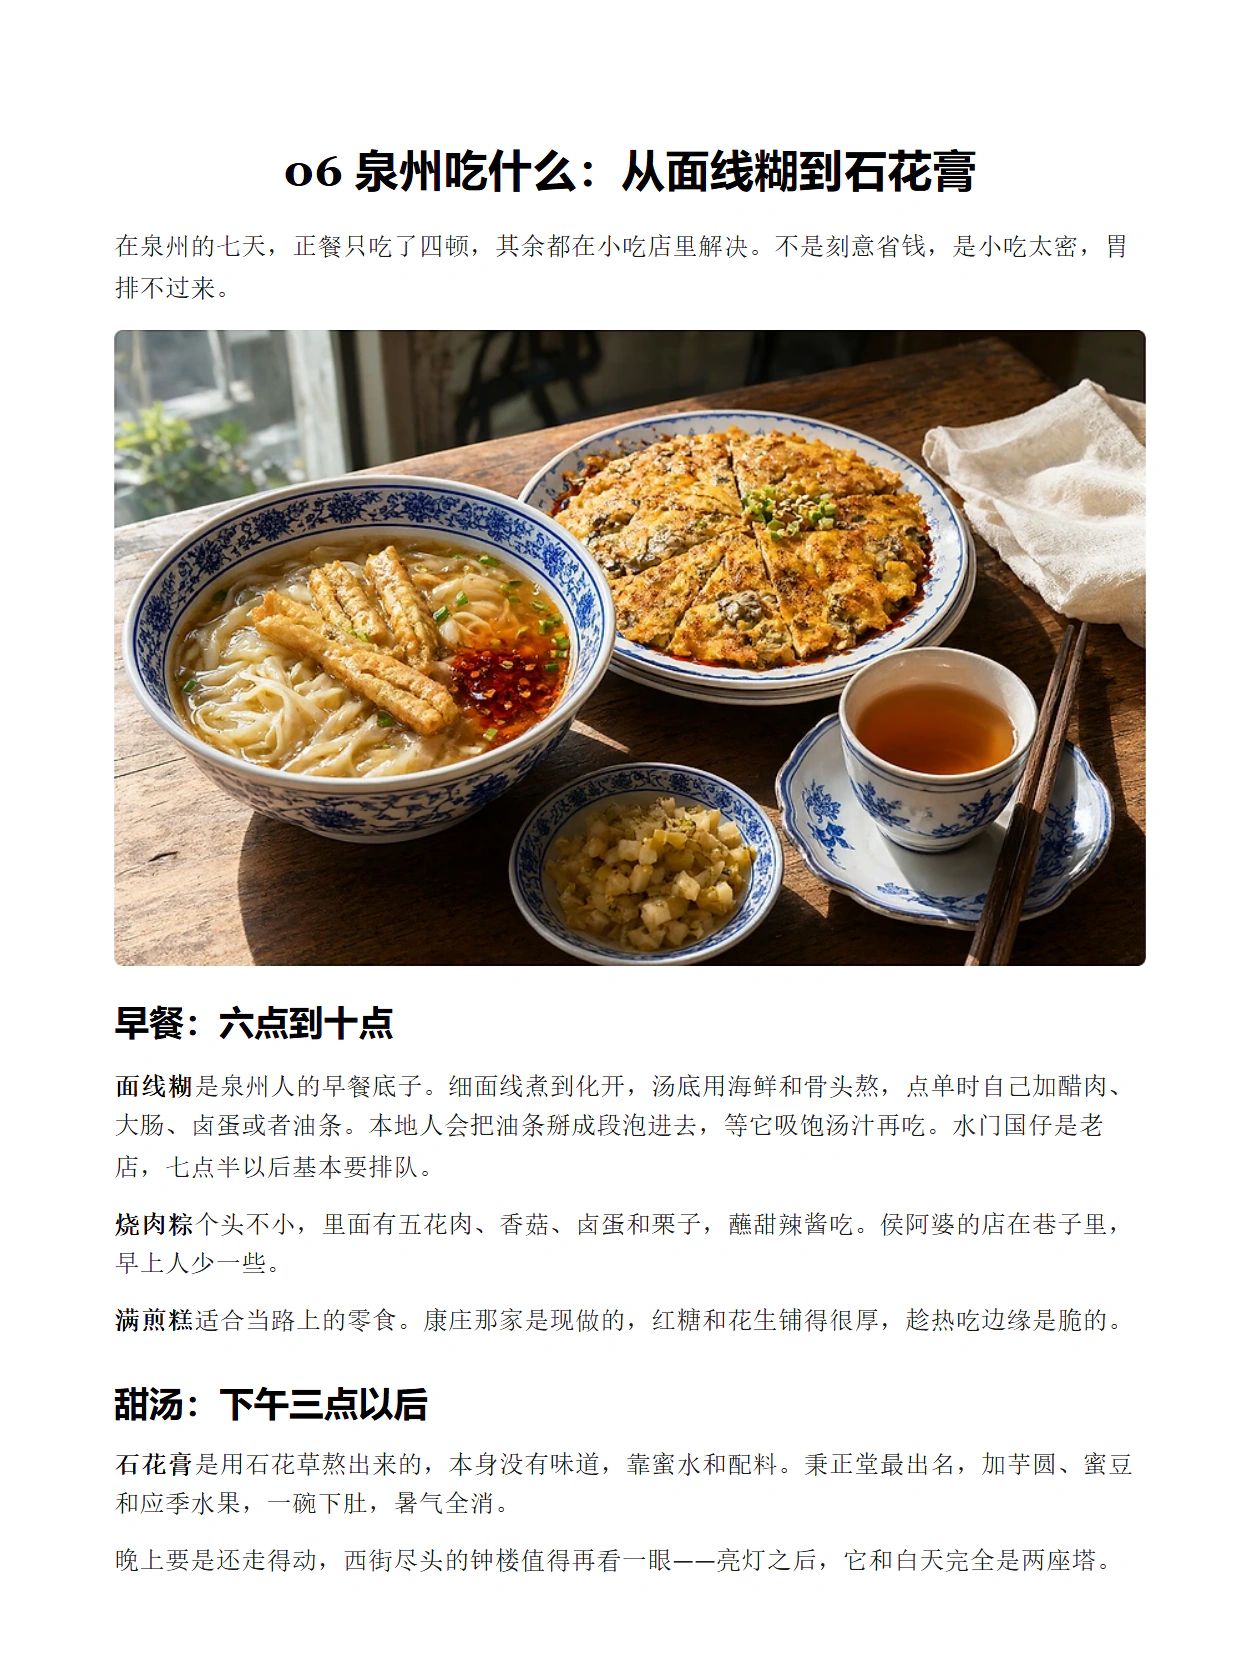 06 泉州吃什么：从面线糊到石花膏
在泉州的七天，正餐只吃了四顿，其余都在小吃店里解决。不是刻意省钱，是小吃太密，胃
排不过来。
早餐：六点到十点
面线糊是泉州人的早餐底子。细面线煮到化开，汤底用海鲜和骨头熬，点单时自己加醋肉、
大肠、卤蛋或者油条。本地人会把油条掰成段泡进去，等它吸饱汤汁再吃。水门国仔是老
店，七点半以后基本要排队。
烧肉粽个头不小，里面有五花肉、香菇、卤蛋和栗子，蘸甜辣酱吃。侯阿婆的店在巷子里，
早上人少一些。
满煎糕适合当路上的零食。康庄那家是现做的，红糖和花生铺得很厚，趁热吃边缘是脆的。
甜汤：下午三点以后
石花膏是用石花草熬出来的，本身没有味道，靠蜜水和配料。秉正堂最出名，加芋圆、蜜豆
和应季水果，一碗下肚，暑气全消。
晚上要是还走得动，西街尽头的钟楼值得再看一眼——亮灯之后，它和白天完全是两座塔。